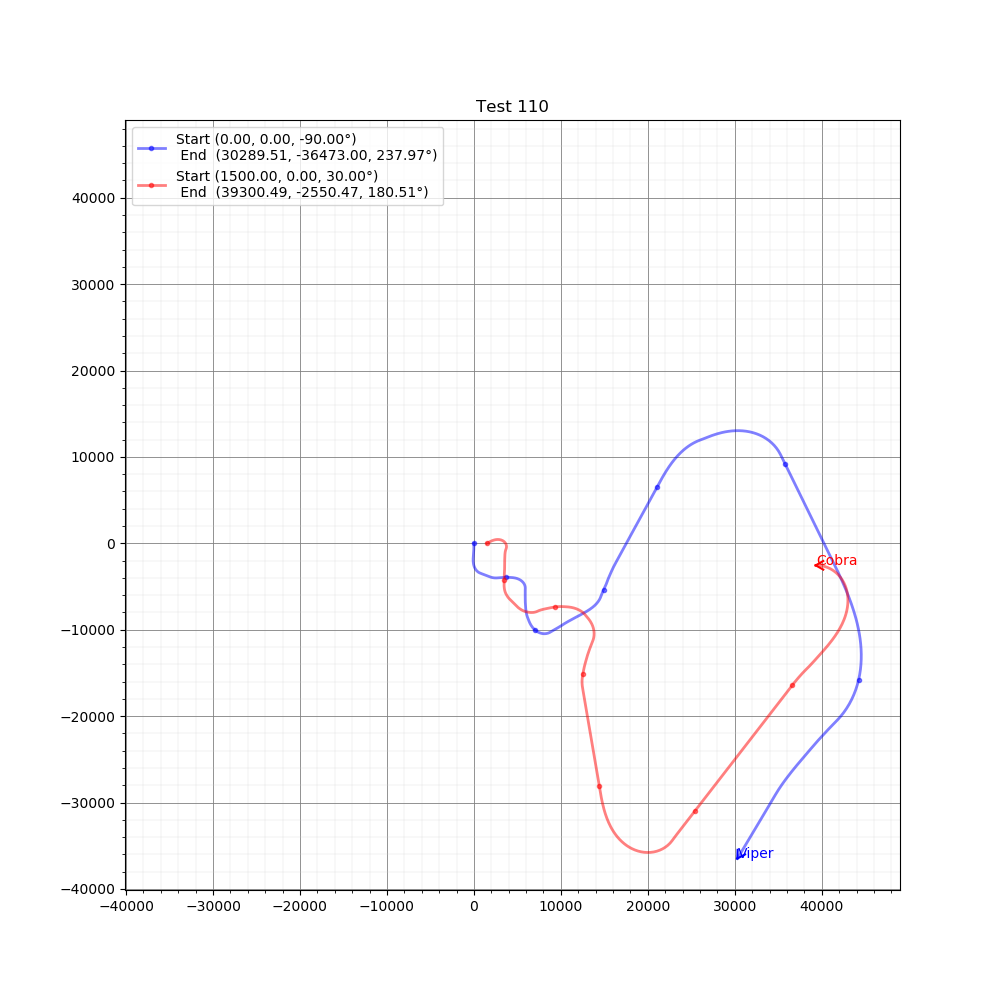 Test 110
Start (0.00, 0.00, -90.00°)
End (30289.51, -36473.00, 237.97°)
Start (1500.00, 0.00, 30.00°)
End (39300.49, -2550.47, 180.51°)
40000
30000
20000
10000
0
−10000
−20000
−30000
−40000
Cobra
Viper
−40000 −30000 −20000 −10000 0 10000 20000 30000 40000